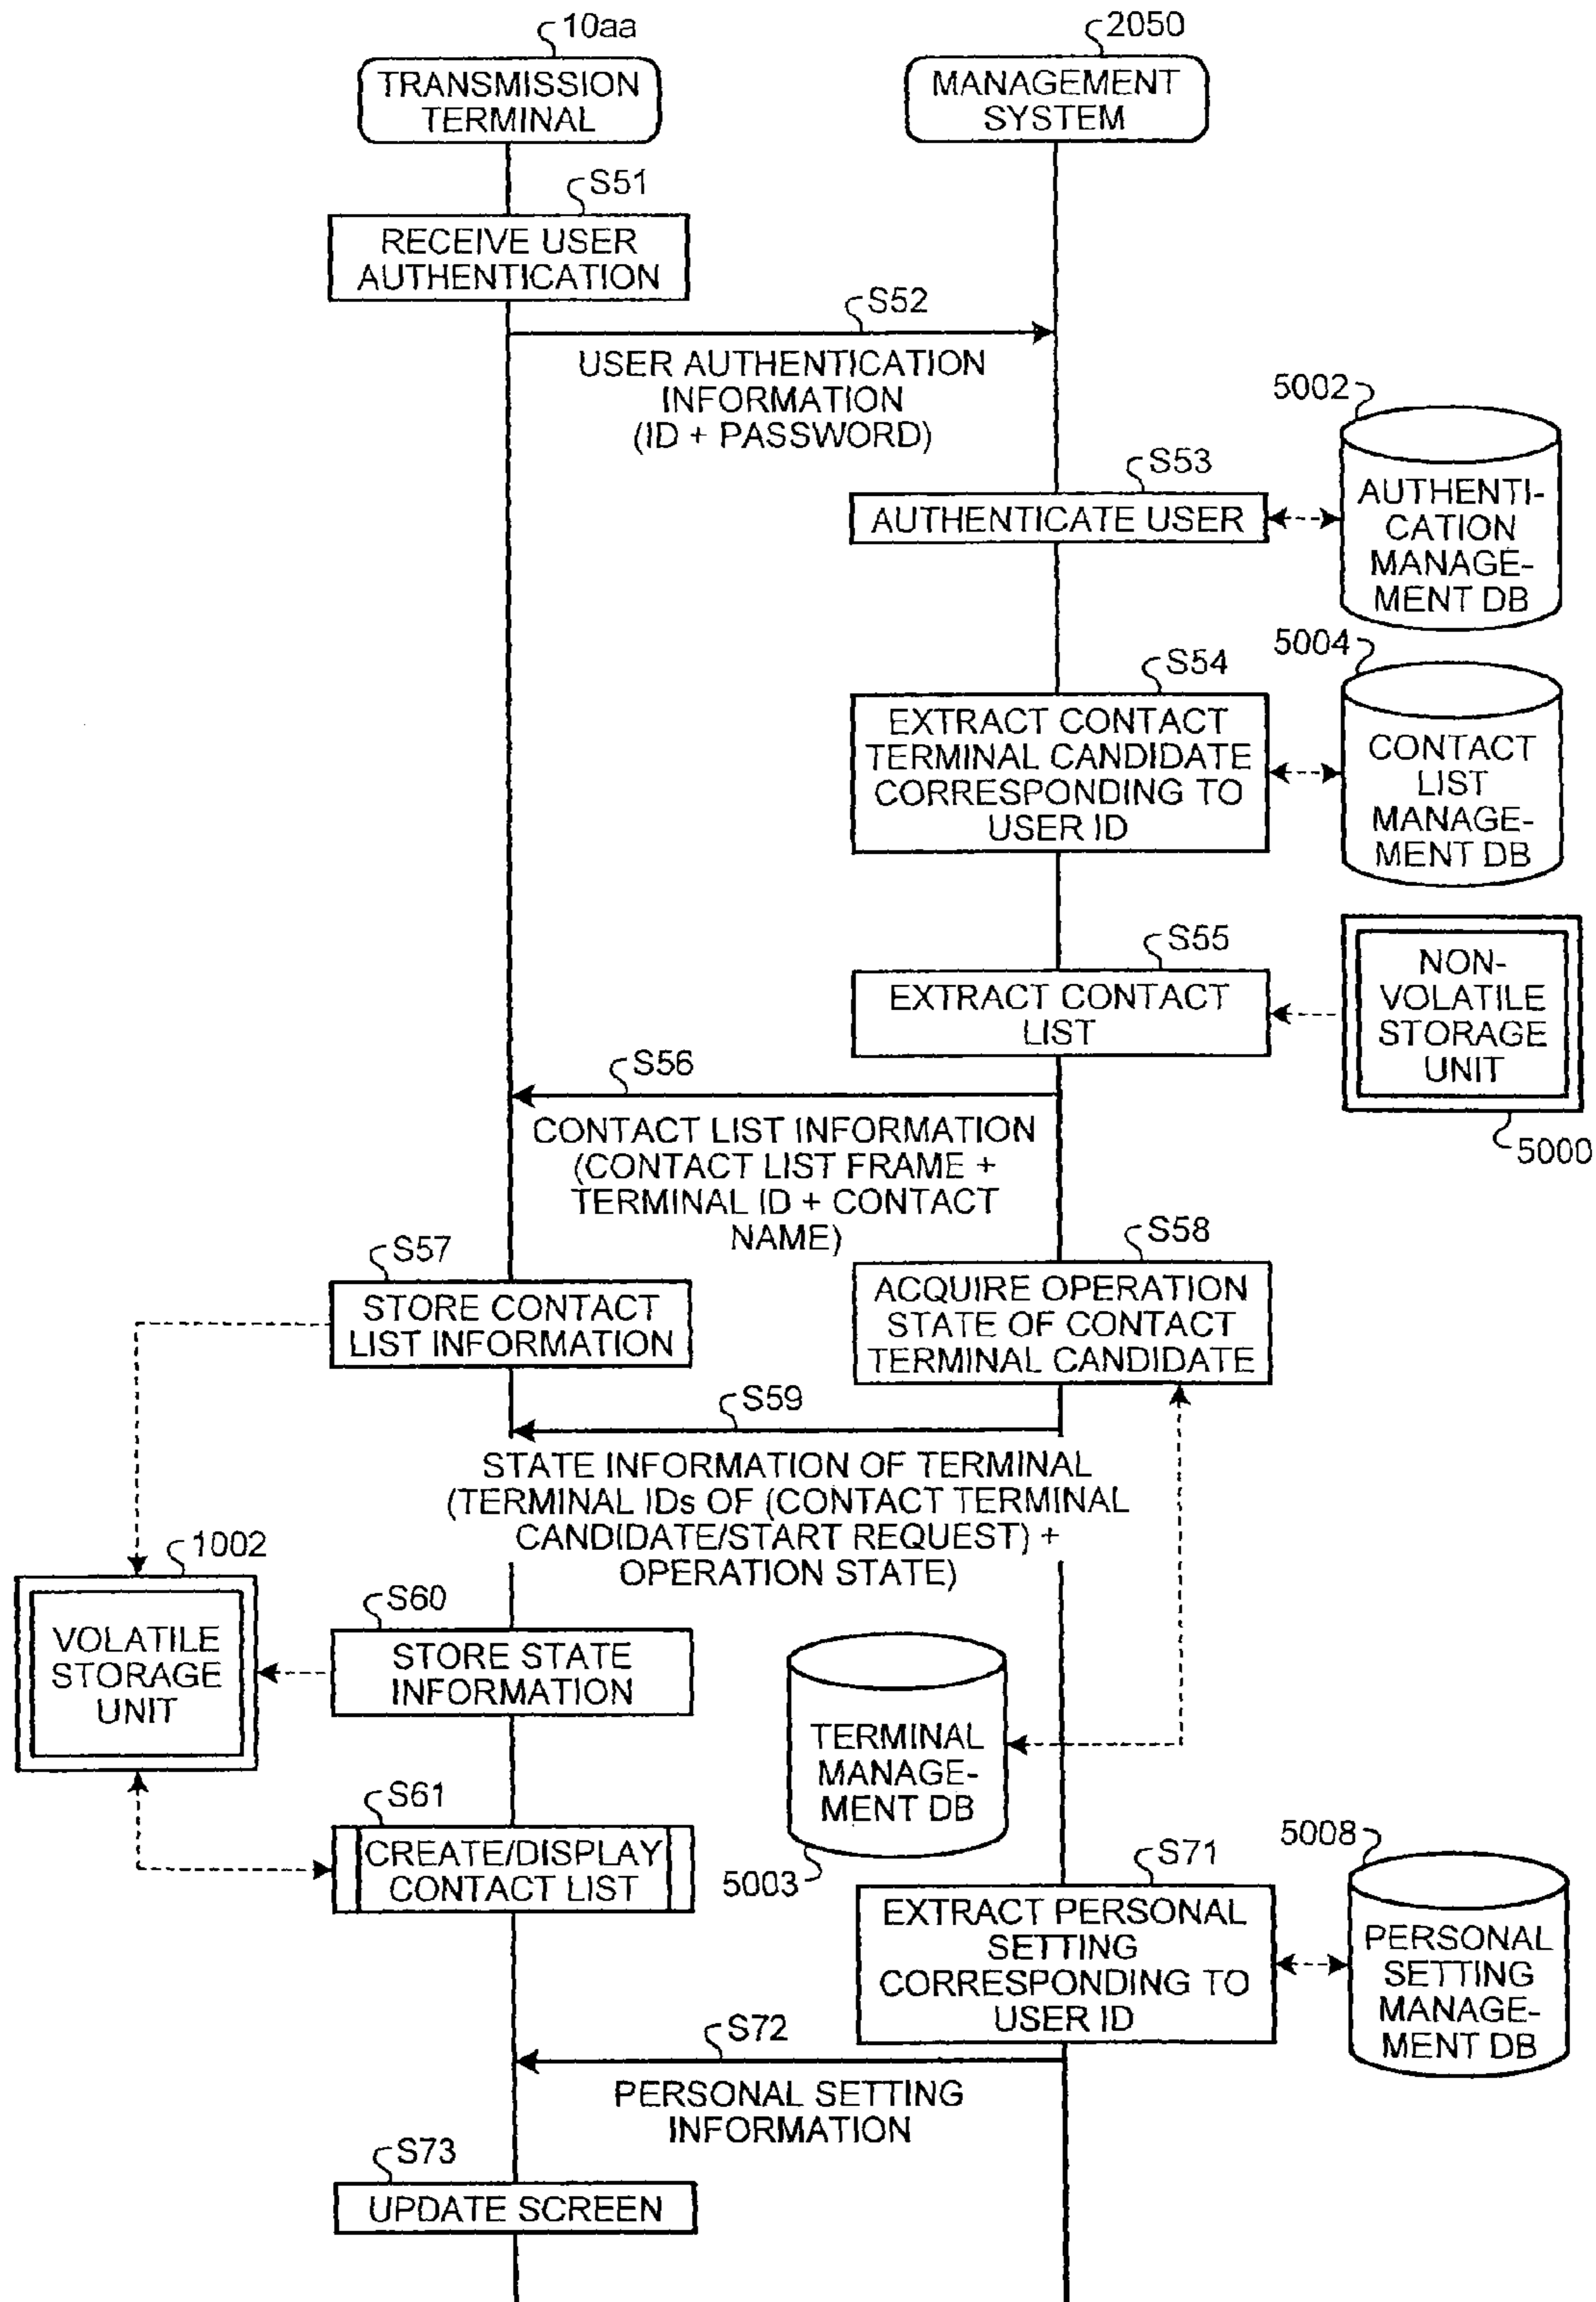 10aa
2050
TRANSMISSION
TERMINAL
MANAGEMENT
SYSTEM
S51
RECEIVE USER
AUTHENTICATION
S52
USER AUTHENTICATION
INFORMATION
(ID + PASSWORD)
5002
S53
AUTHENTICATE USER
AUTHENTI-
CATION
MANAGE-
MENT DB
5004
S54
EXTRACT CONTACT
TERMINAL CANDIDATE
CORRESPONDING TO
USER ID
CONTACT
LIST
MANAGE-
MENT DB
S55
EXTRACT CONTACT
LIST
NON-
VOLATILE
STORAGE
UNIT
5000
S56
CONTACT LIST INFORMATION
(CONTACT LIST FRAME +
TERMINAL ID + CONTACT
NAME)
S57
STORE CONTACT
LIST INFORMATION
S58
ACQUIRE OPERATION
STATE OF CONTACT
TERMINAL CANDIDATE
S59
STATE INFORMATION OF TERMINAL
(TERMINAL IDs OF (CONTACT TERMINAL
CANDIDATE/START REQUEST) +
OPERATION STATE)
1002
VOLATILE
STORAGE
UNIT
S60
STORE STATE
INFORMATION
TERMINAL
MANAGE-
MENT DB
5003
S61
CREATE/DISPLAY
CONTACT LIST
S71
EXTRACT PERSONAL
SETTING
CORRESPONDING TO
USER ID
5008
PERSONAL
SETTING
MANAGE-
MENT DB
S72
PERSONAL SETTING
INFORMATION
S73
UPDATE SCREEN